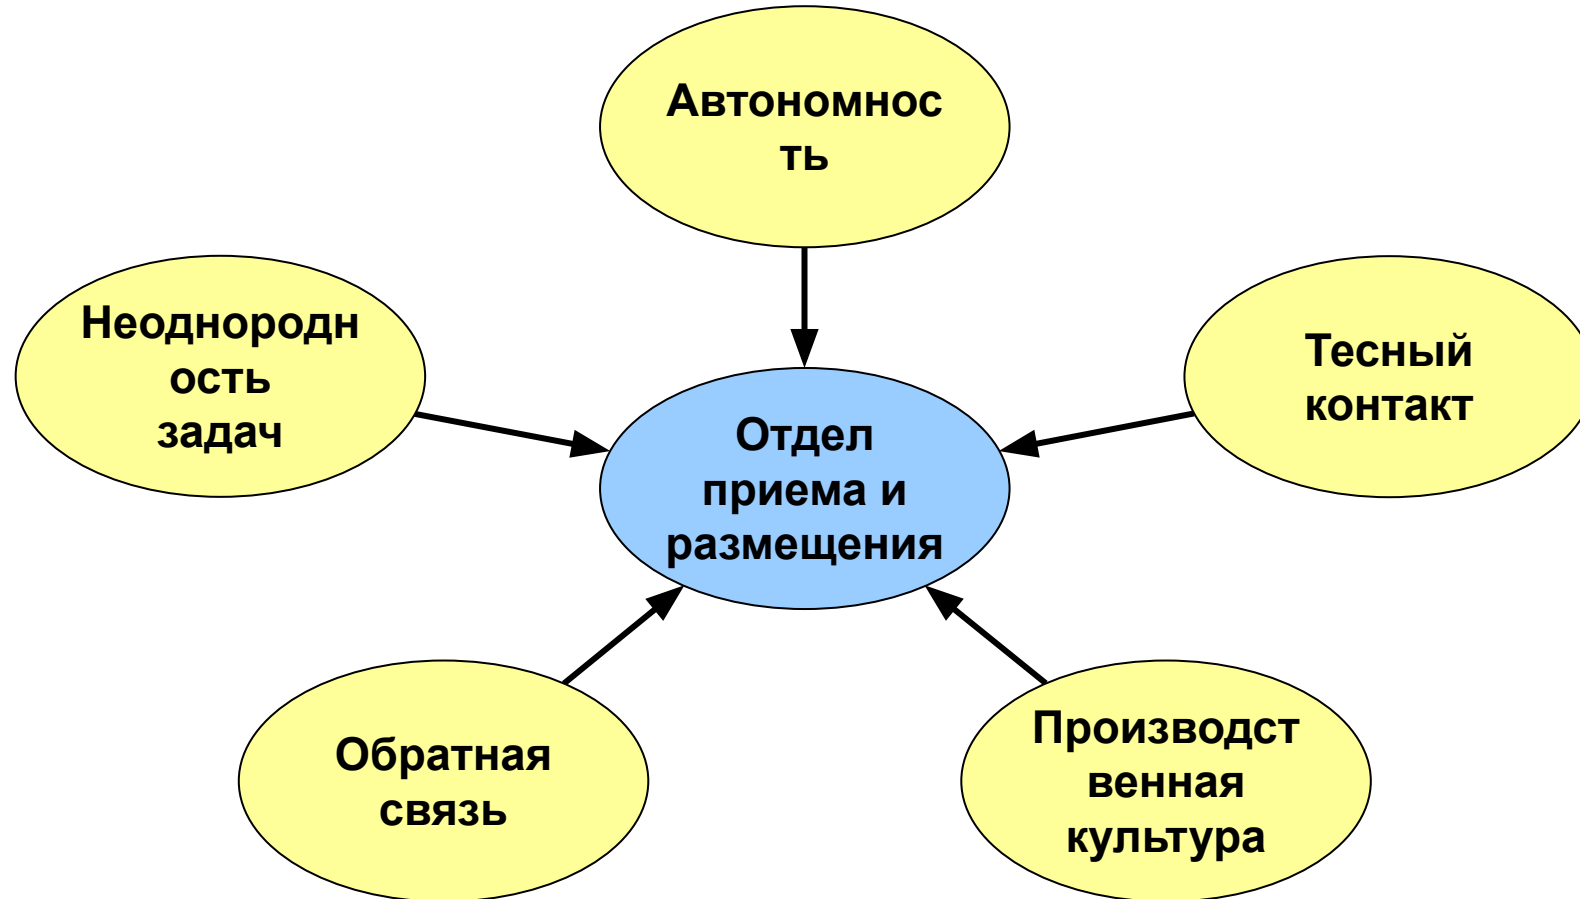 Автономнос
ть
Неоднородн
ость
задач
Тесный
контакт
Отдел
приема и
размещения
Обратная
связь
Производст
венная
культура